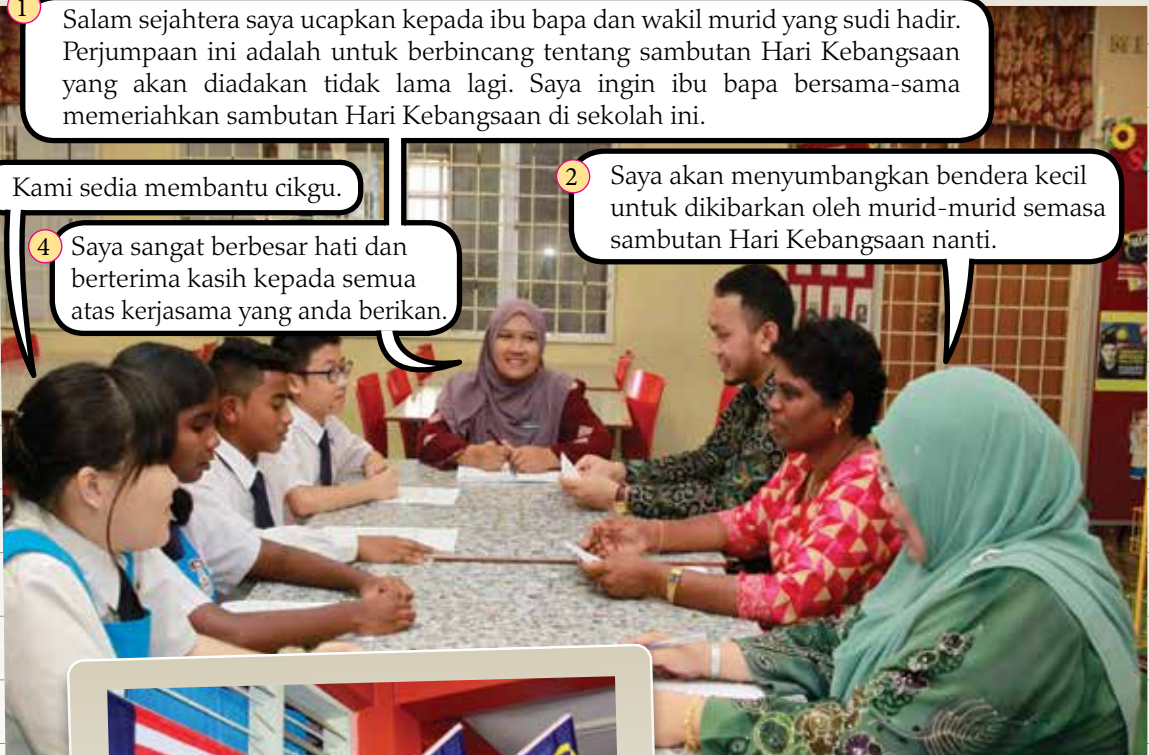 1
Salam sejahtera saya ucapkan kepada ibu bapa dan wakil murid yang sudi hadir.
Perjumpaan ini adalah untuk berbincang tentang sambutan Hari Kebangsaan
yang akan diadakan tidak lama lagi. Saya ingin ibu bapa bersama-sama
memeriahkan sambutan Hari Kebangsaan di sekolah ini.
2
Saya akan menyumbangkan bendera kecil
untuk dikibarkan oleh murid-murid semasa
sambutan Hari Kebangsaan nanti.
Kami sedia membantu cikgu.
4
Saya sangat berbesar hati dan
berterima kasih kepada semua
atas kerjasama yang anda berikan.